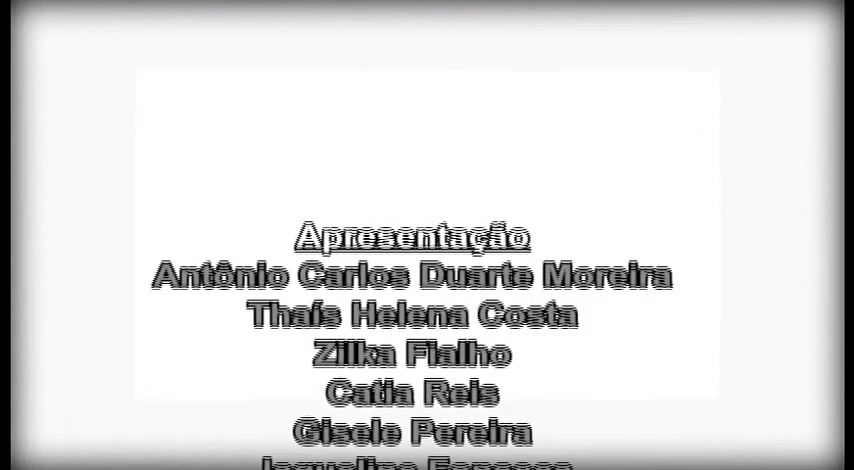 Apresentação
Antônio Carlos Duarte Moreira
Thaís Helena Costa
Zilka Fialho
Catia Reis
Gisele Pereira